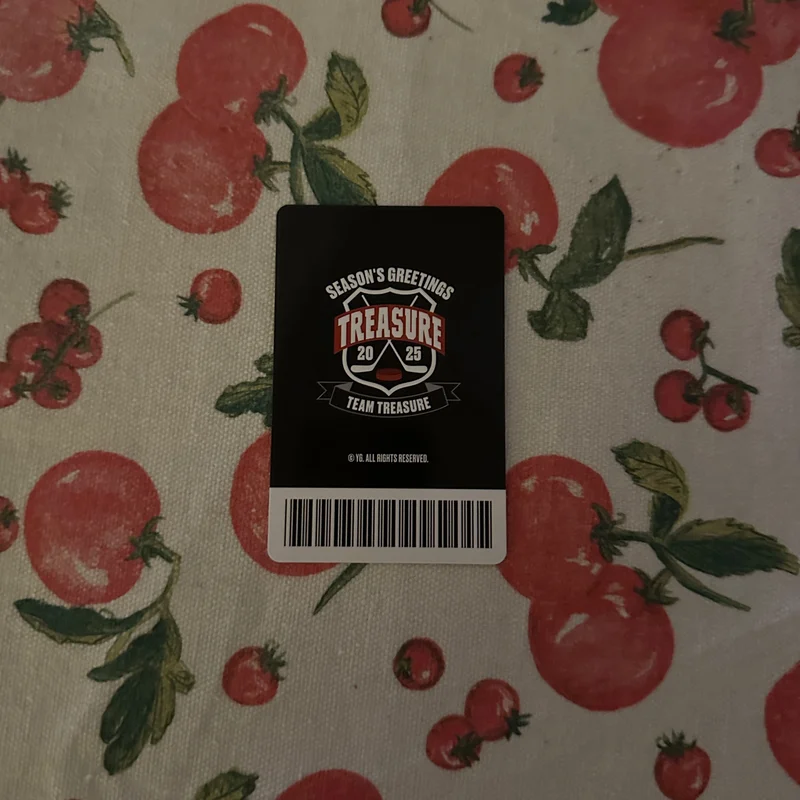 SEASON'S GREETINGS
TREASURE
20 25
TEAM TREASURE
© YG. ALL RIGHTS RESERVED.